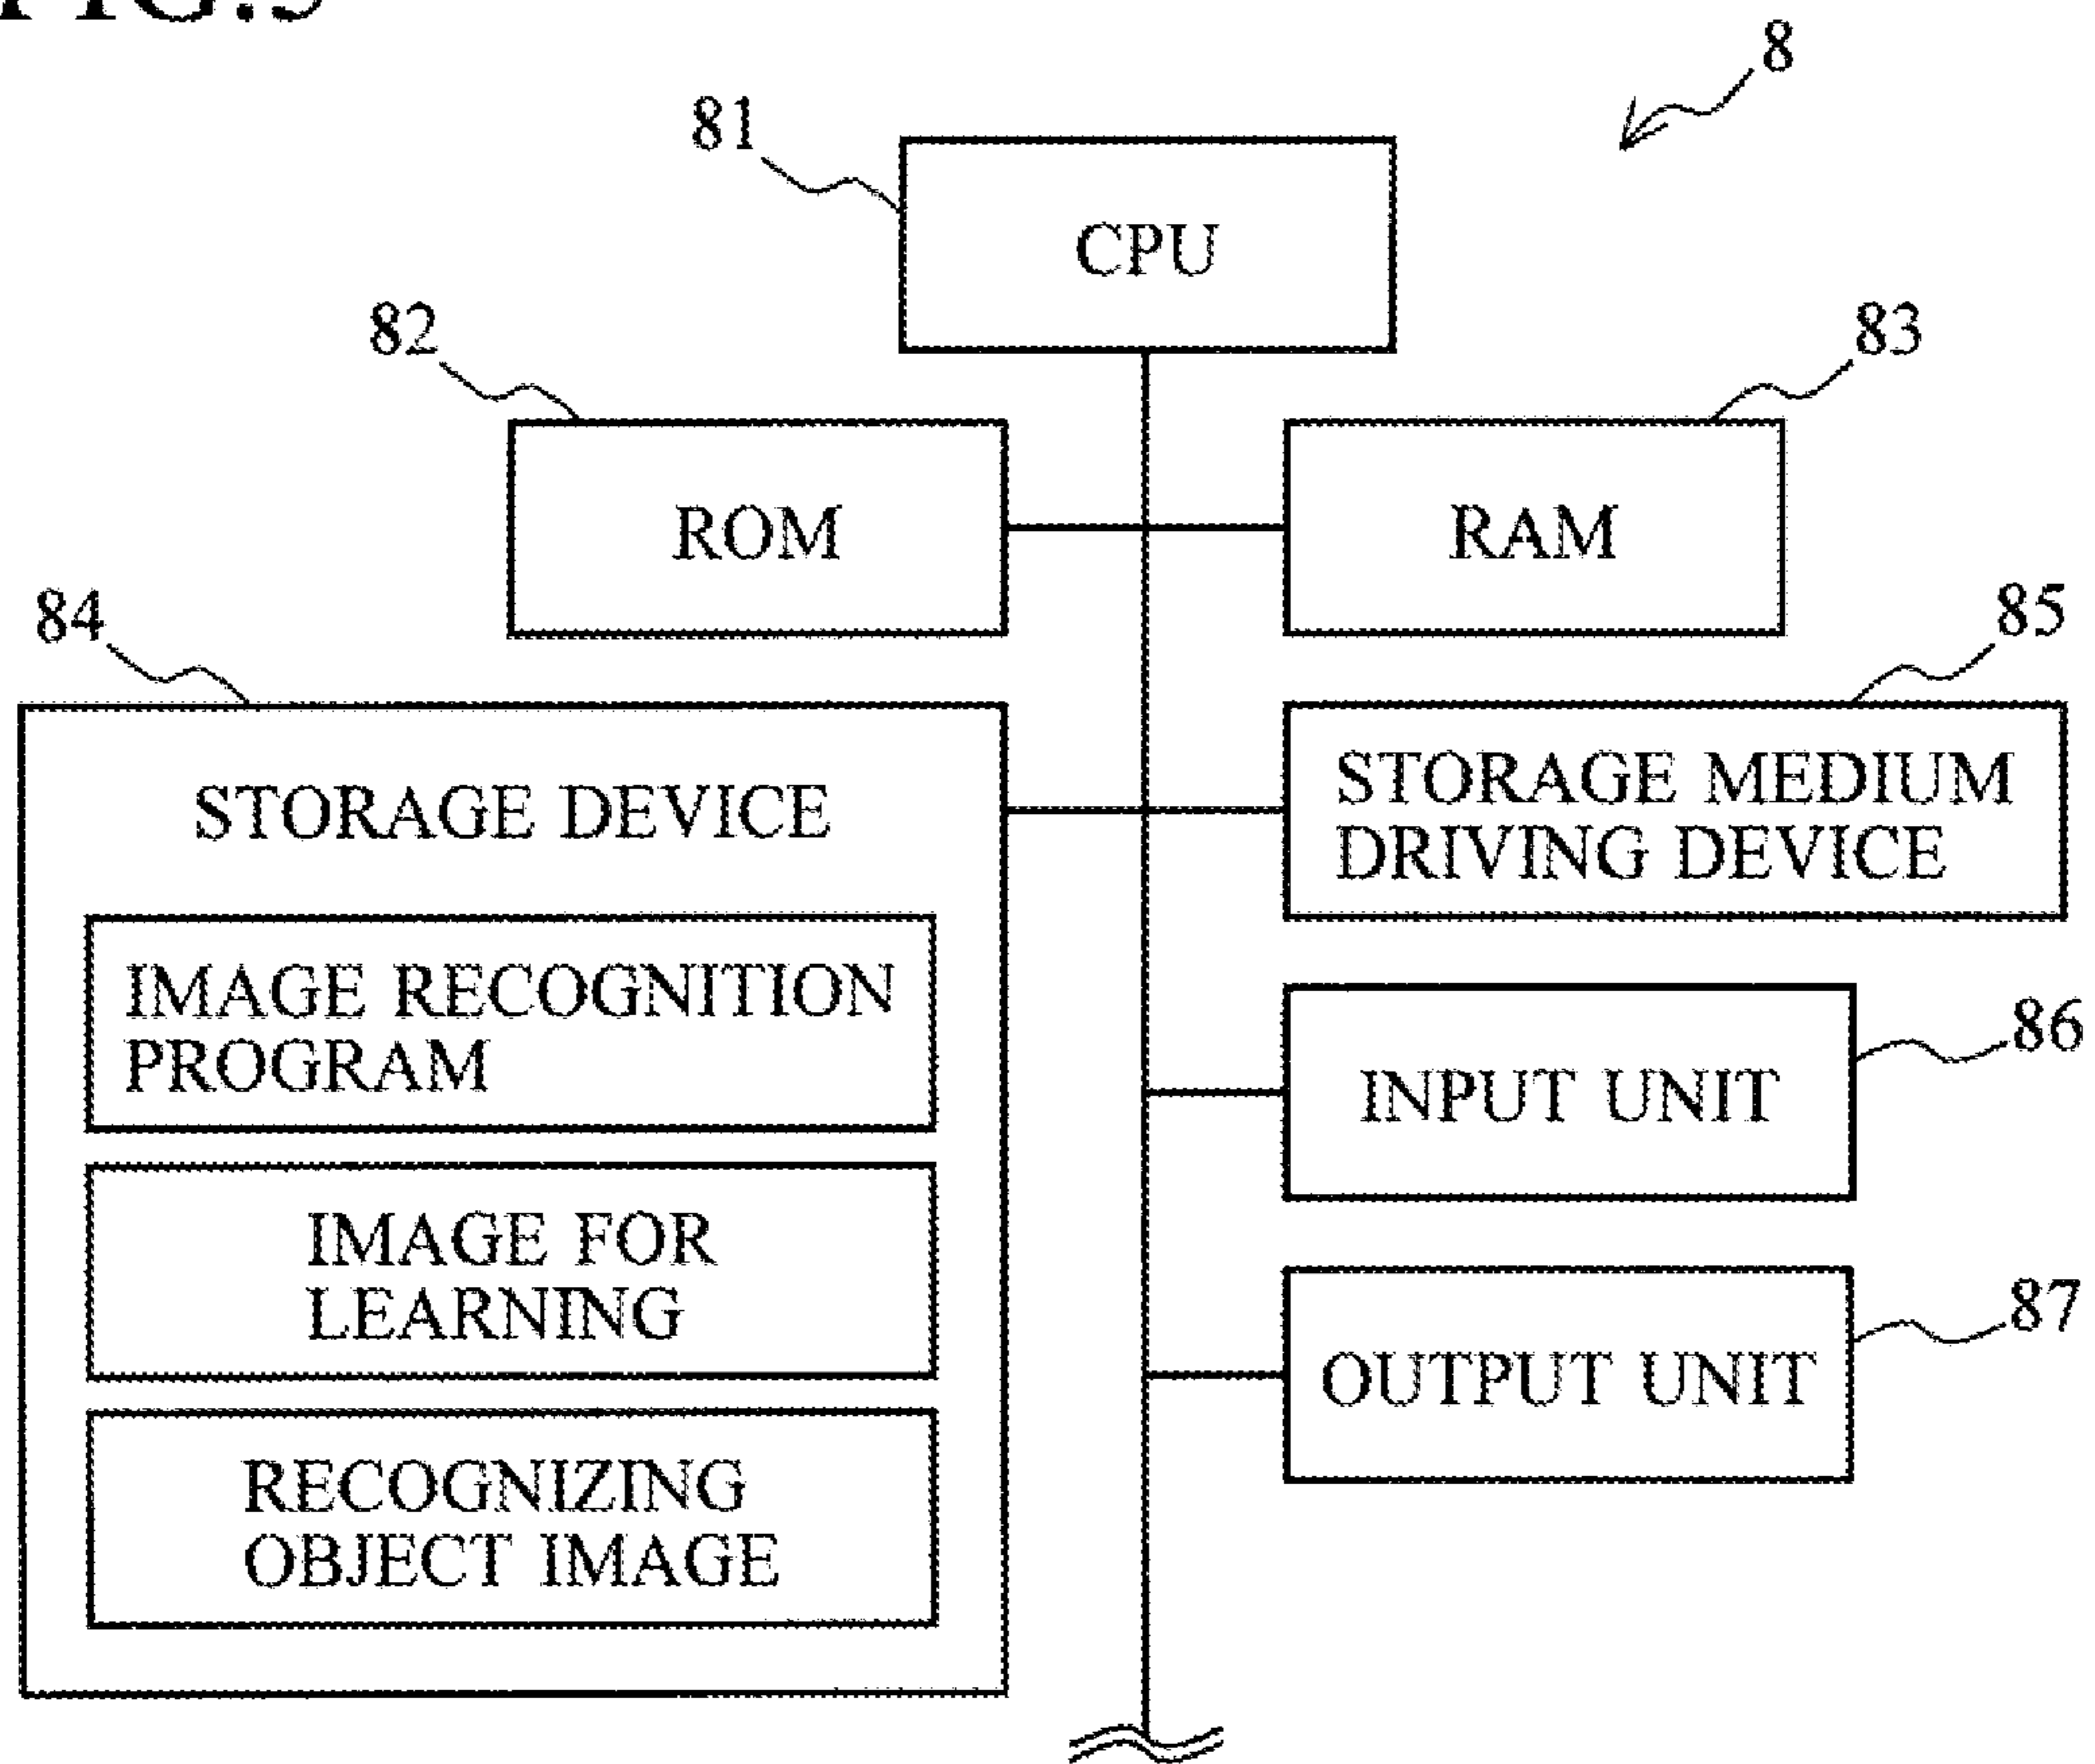 8
81
CPU
82
83
ROM
RAM
84
85
STORAGE DEVICE
STORAGE MEDIUM
DRIVING DEVICE
IMAGE RECOGNITION
PROGRAM
86
INPUT UNIT
IMAGE FOR
LEARNING
87
OUTPUT UNIT
RECOGNIZING
OBJECT IMAGE